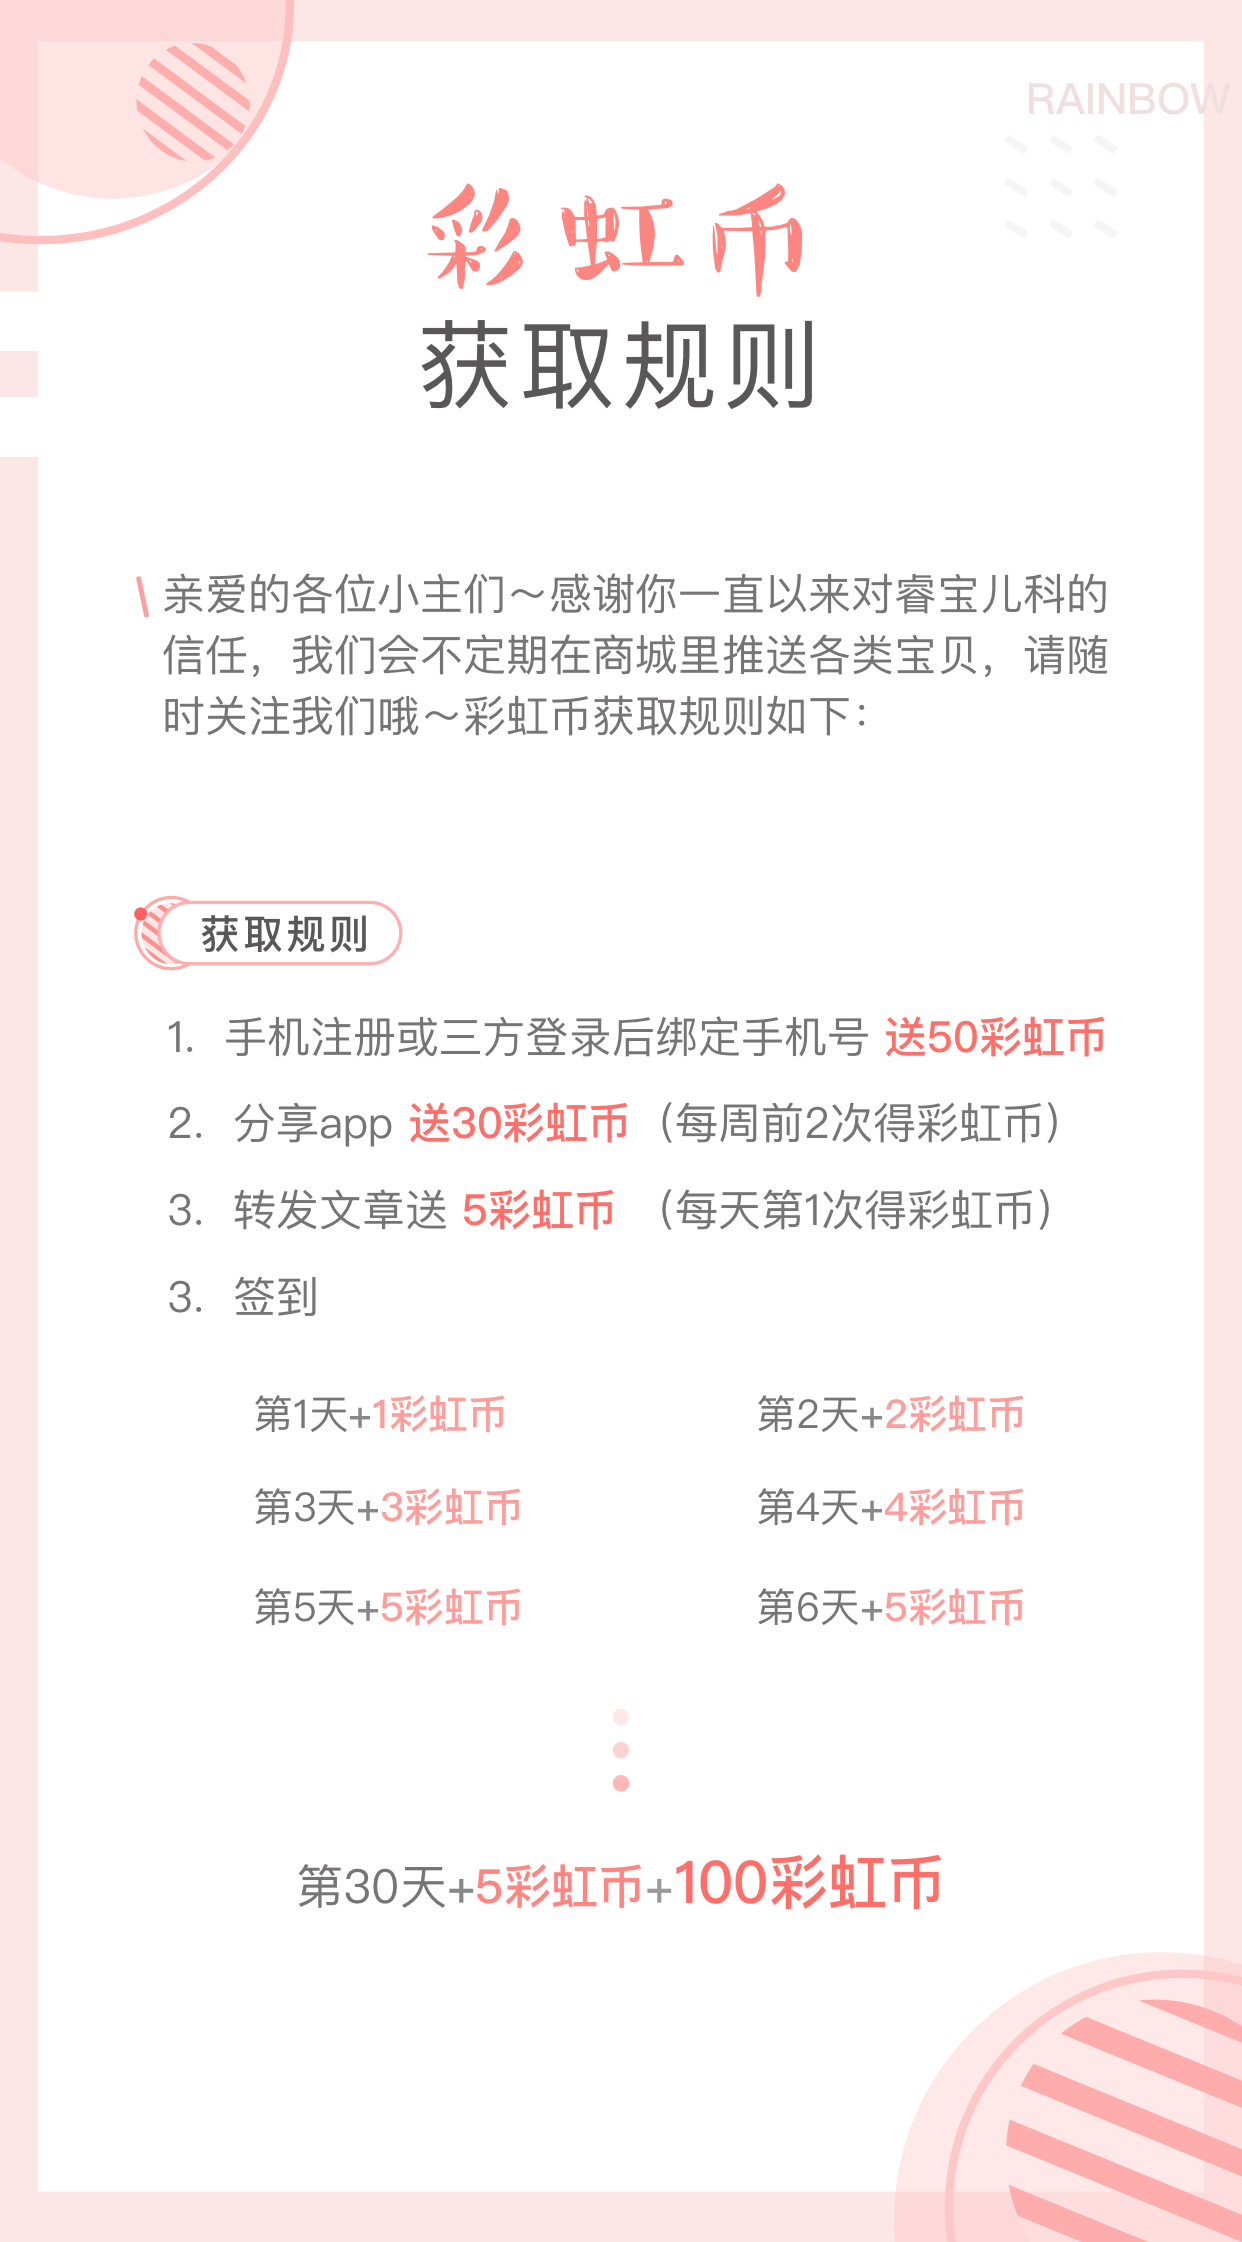 RAINBOW
彩虹币
获取规则
亲爱的各位小主们～感谢你一直以来对睿宝儿科的
信任，我们会不定期在商城里推送各类宝贝，请随
时关注我们哦～彩虹币获取规则如下：
获取规则
1. 手机注册或三方登录后绑定手机号 送50彩虹币
2. 分享app 送30彩虹币（每周前2次得彩虹币）
3. 转发文章送 5彩虹币 （每天第1次得彩虹币）
3. 签到
第1天+1彩虹币 第2天+2彩虹币
第3天+3彩虹币 第4天+4彩虹币
第5天+5彩虹币 第6天+5彩虹币
第30天+5彩虹币+100彩虹币